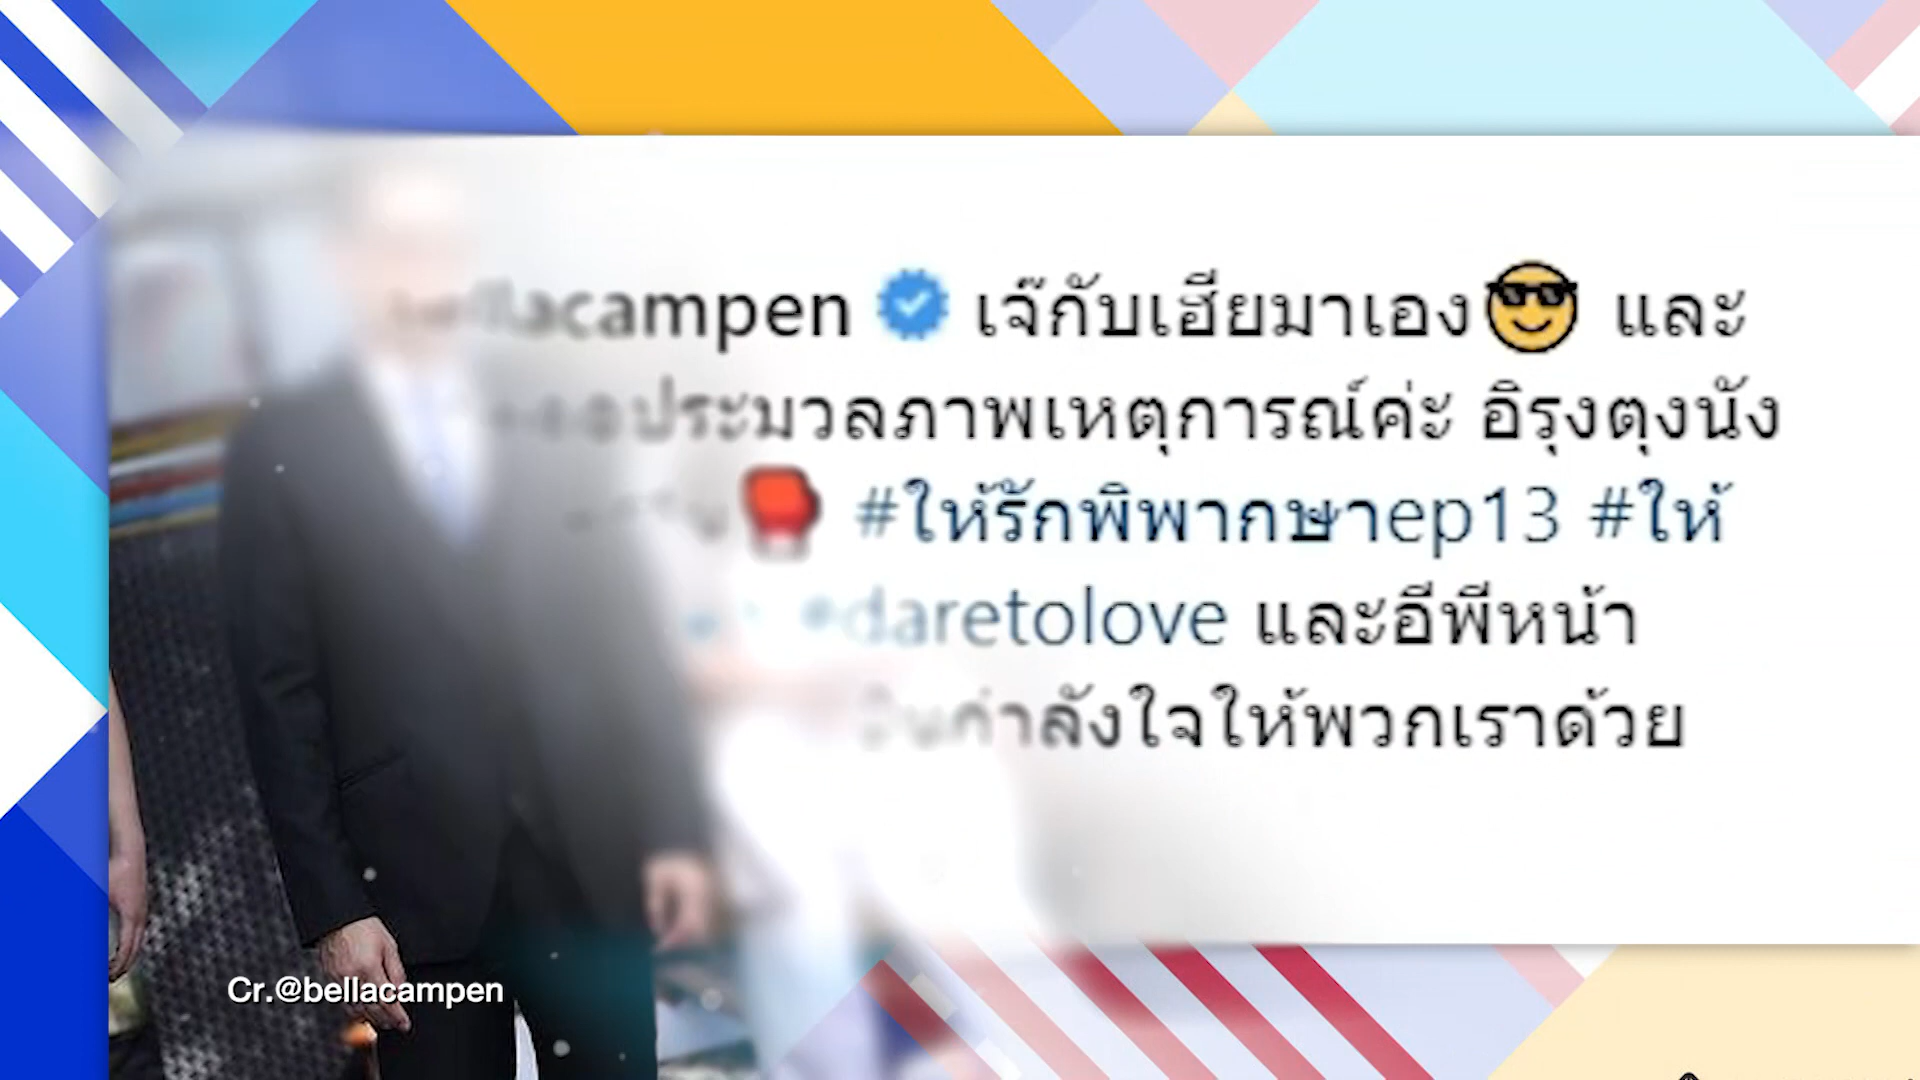 bellacampen เจ๊กับเฮียมาเอง😎 และ
ประมวลภาพเหตุการณ์ค่ะ อิรุงตุงนัง
🥊 #ให้รักพิพากษาep13 #ให้
daretolove และอีพีหน้า
กำลังใจให้พวกเราด้วย
Cr.@bellacampen